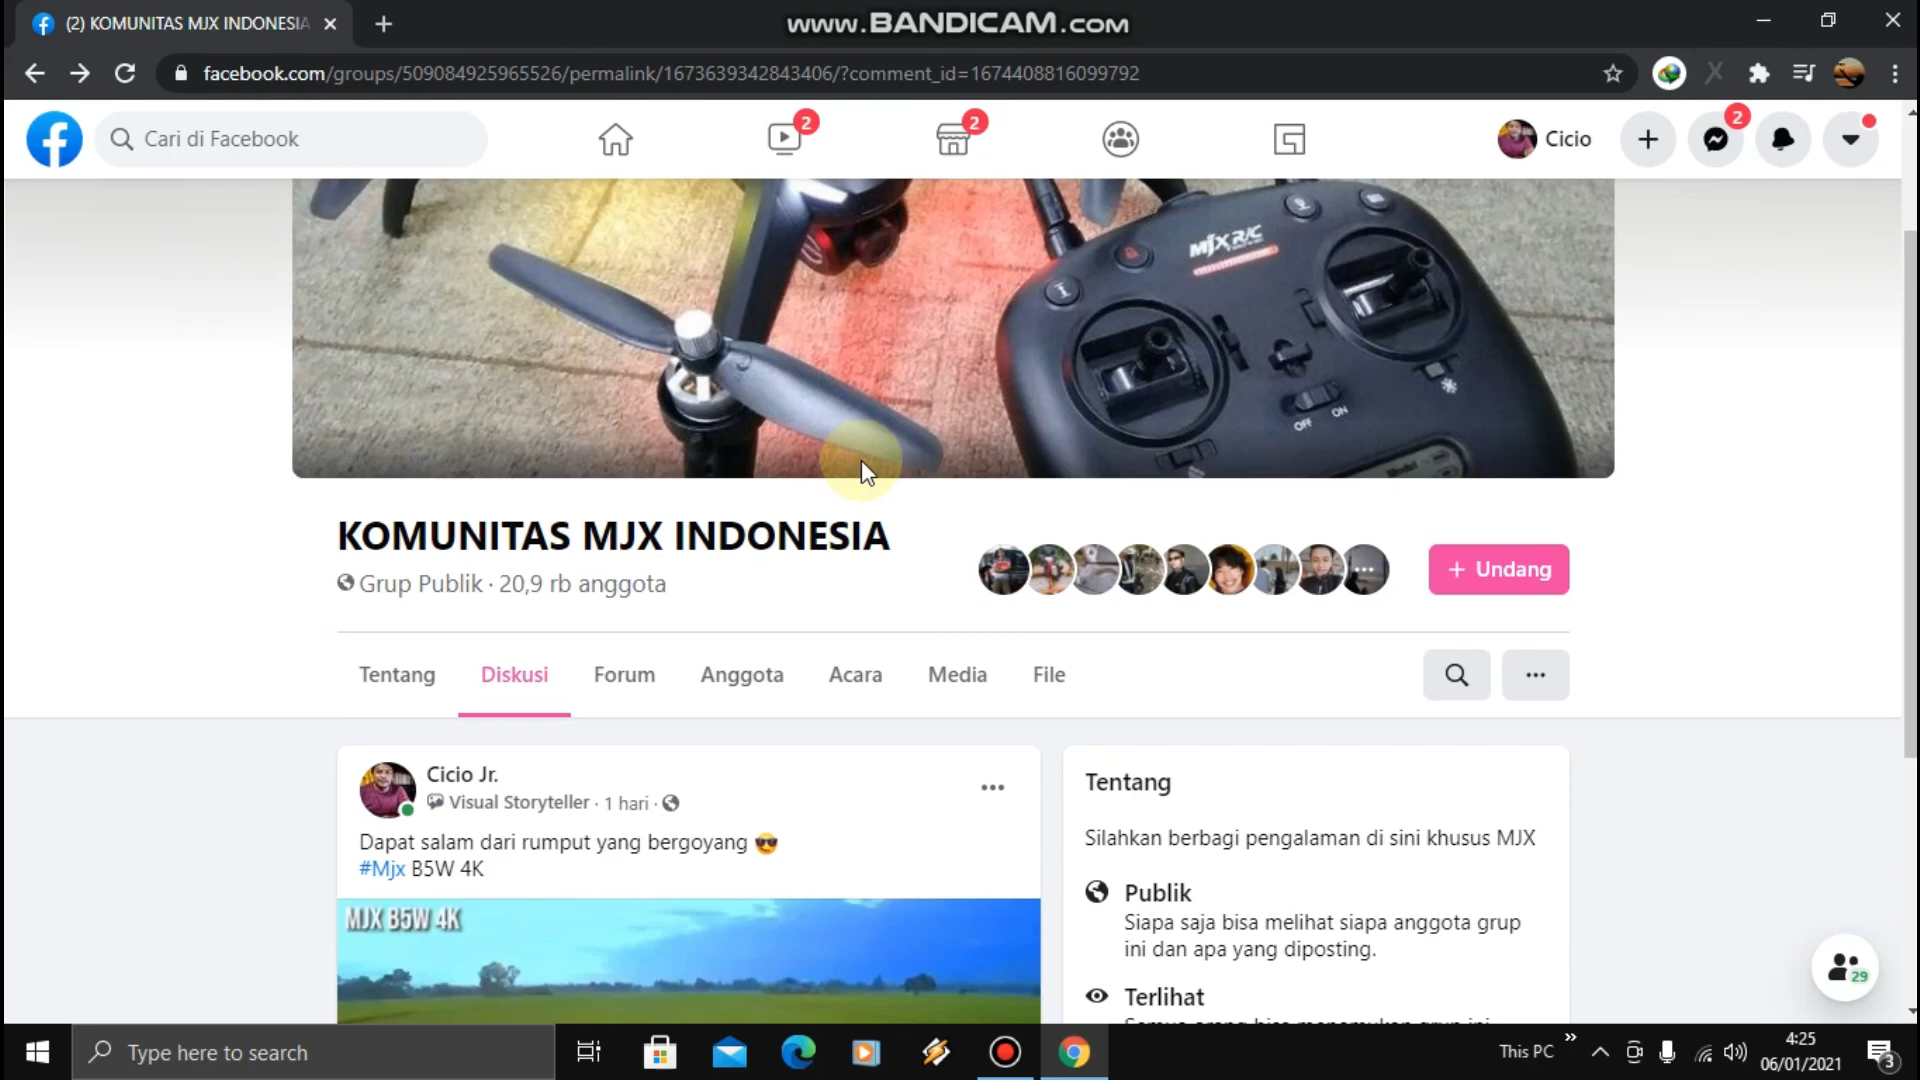 (2) KOMUNITAS MJX INDONESIA
www.BANDICAM.com
facebook.com/groups/509084925965526/permalink/1673639342843406/?comment_id=1674408816099792
Cari di Facebook
2
2
Cicio
2
MJX R/C
OFF
ON
Model
KOMUNITAS MJX INDONESIA
Grup Publik · 20,9 rb anggota
+ Undang
Tentang
Diskusi
Forum
Anggota
Acara
Media
File
Cicio Jr.
Visual Storyteller · 1 hari ·
Dapat salam dari rumput yang bergoyang 😎
#Mjx B5W 4K
MJX B5W 4K
Tentang
Silahkan berbagi pengalaman di sini khusus MJX
Publik
Siapa saja bisa melihat siapa anggota grup
ini dan apa yang diposting.
Terlihat
29
Type here to search
This PC
4:25
06/01/2021
3